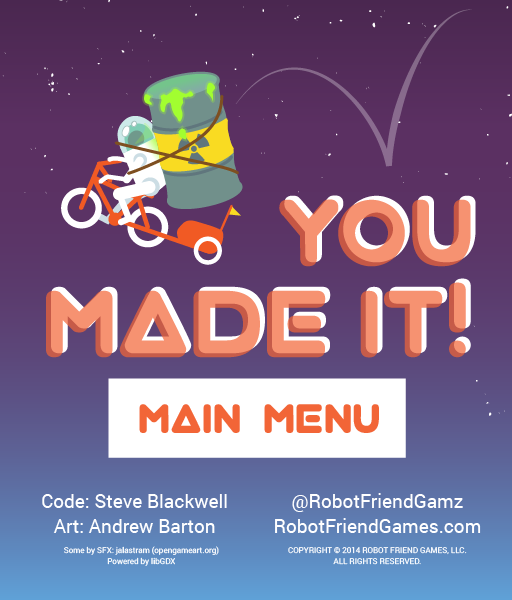 YOU
MADE IT!
MAIN MENU
Code: Steve Blackwell
Art: Andrew Barton
Some by SFX: jalastram (opengameart.org)
Powered by libGDX
@RobotFriendGamz
RobotFriendGames.com
COPYRIGHT © 2014 ROBOT FRIEND GAMES, LLC.
ALL RIGHTS RESERVED.